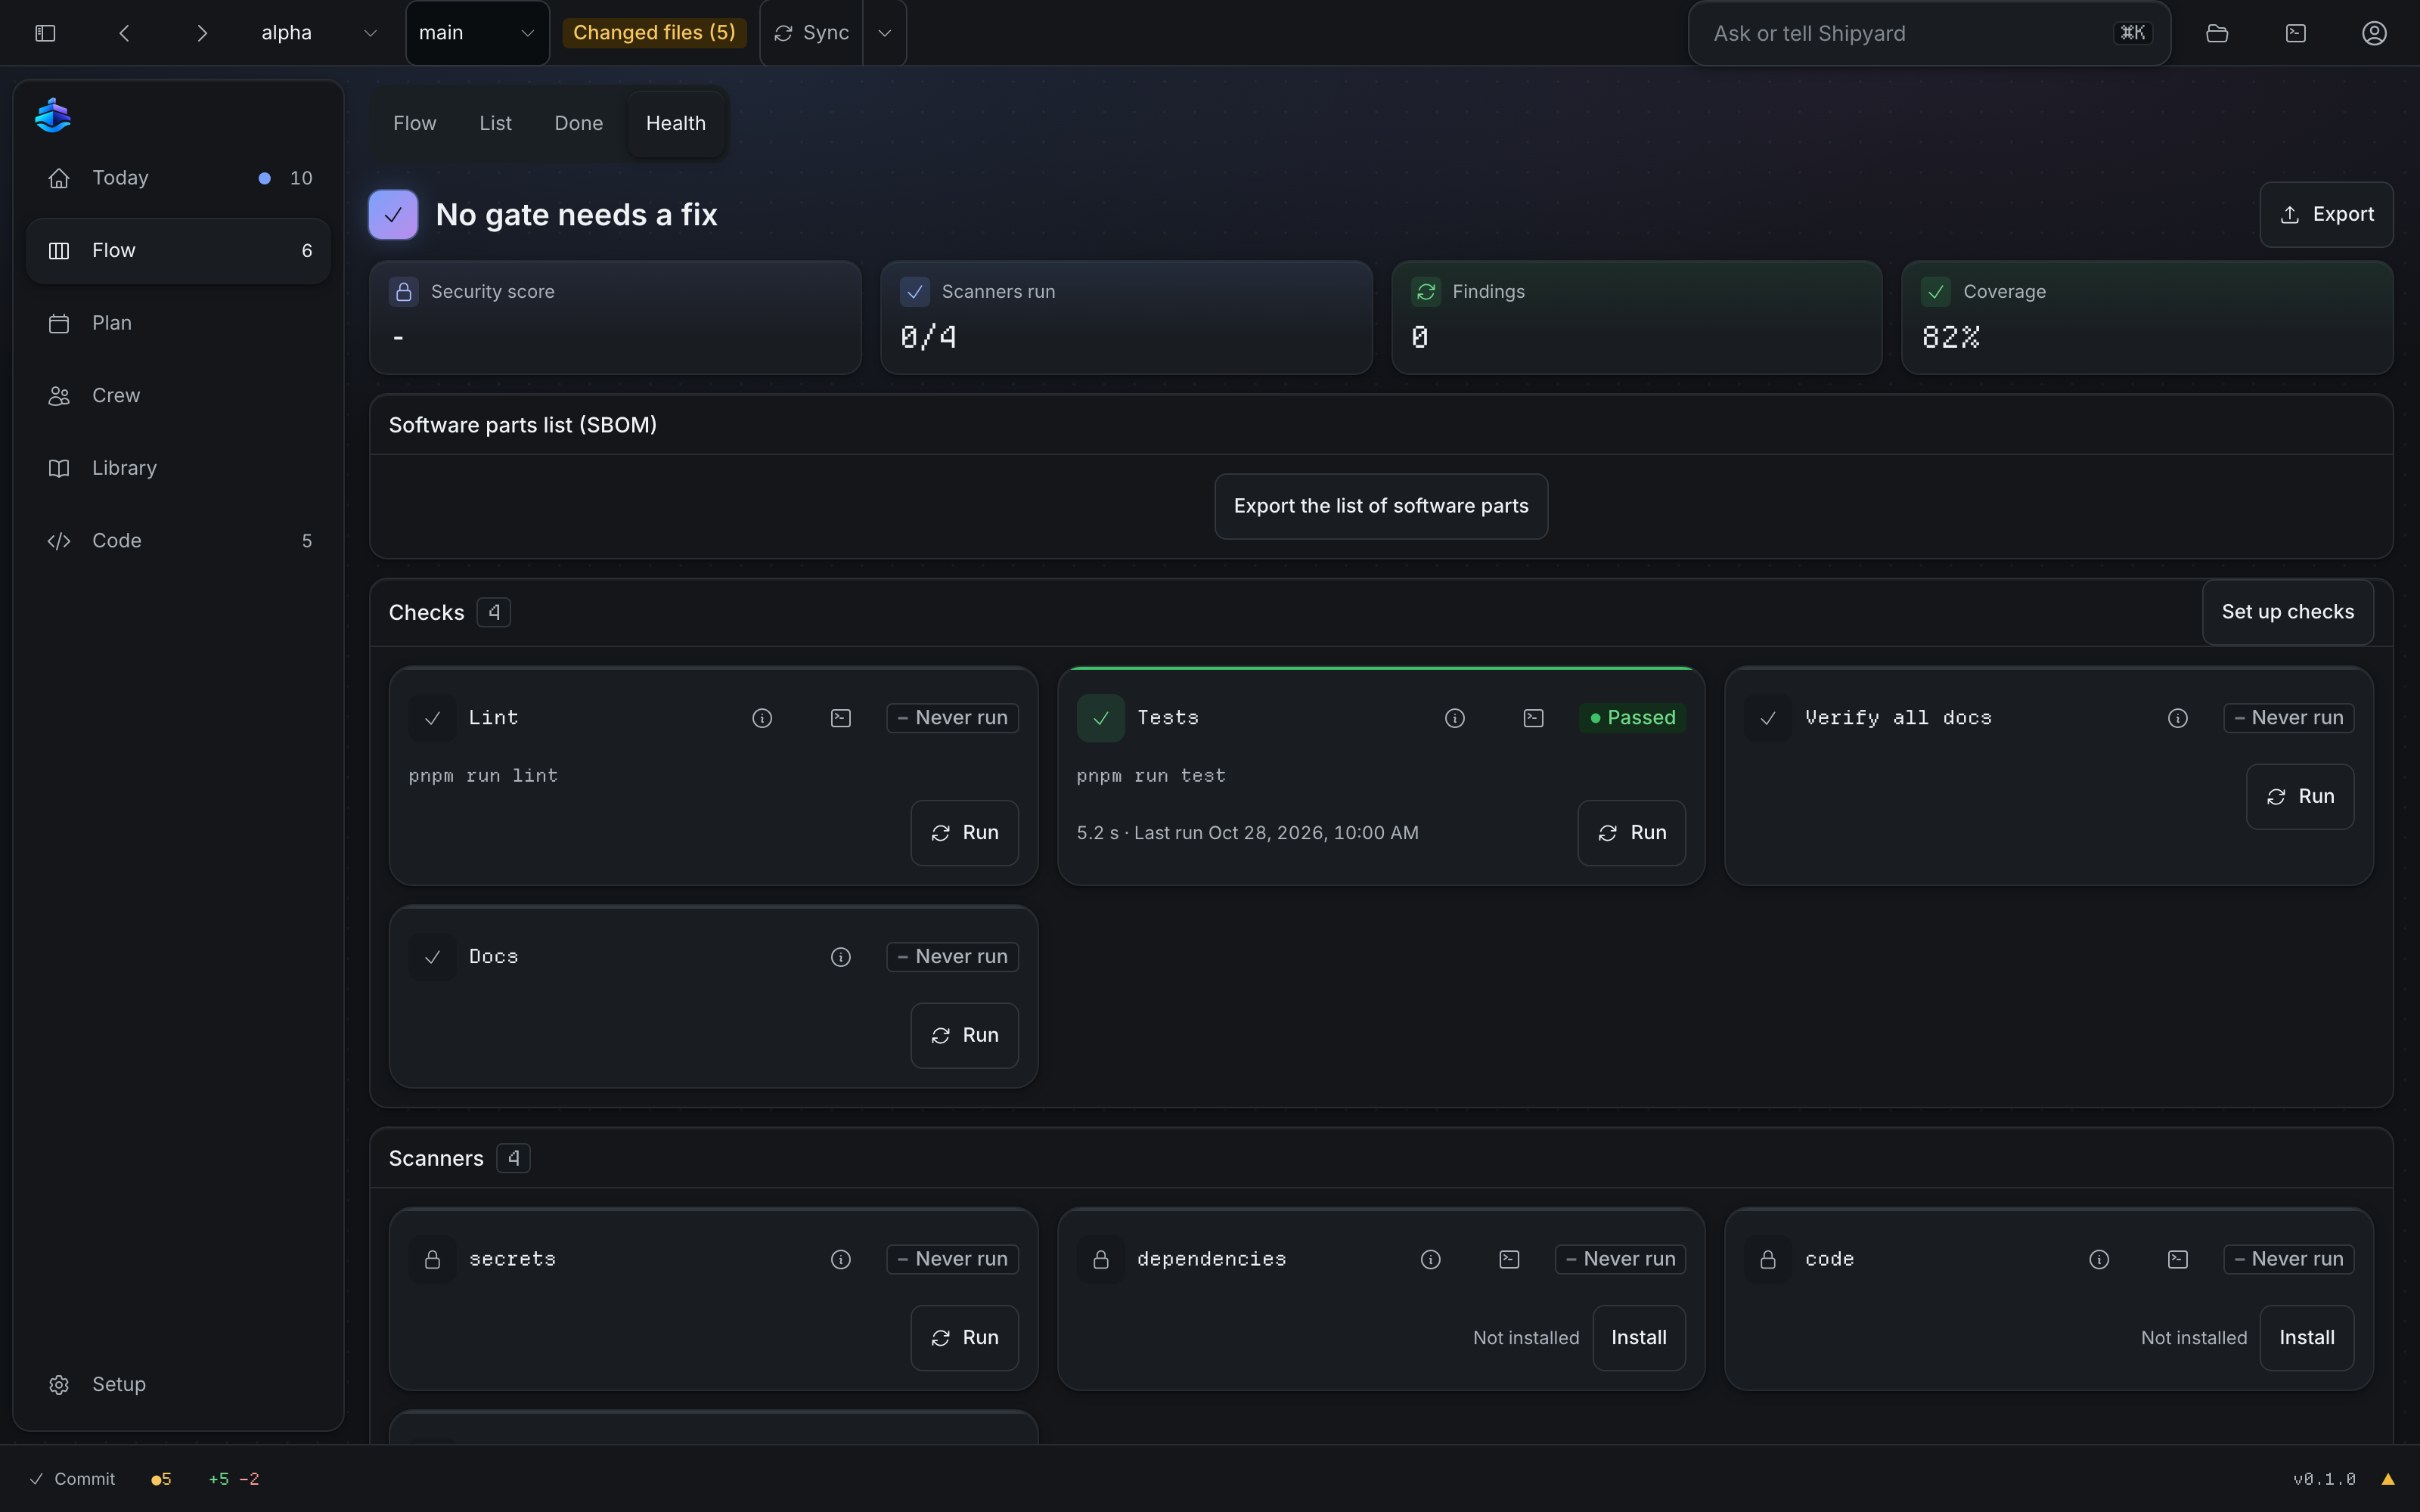 alpha
main
Changed files (5)
Sync
Ask or tell Shipyard
⌘K
Today 10
Flow 6
Plan
Crew
Library
Code 5
Setup
Flow List Done Health
No gate needs a fix
Export
Security score
-
Scanners run
0/4
Findings
0
Coverage
82%
Software parts list (SBOM)
Export the list of software parts
Checks 4
Set up checks
Lint
– Never run
pnpm run lint
Run
Tests
Passed
pnpm run test
5.2 s · Last run Oct 28, 2026, 10:00 AM
Run
Verify all docs
– Never run
Run
Docs
– Never run
Run
Scanners 4
secrets
– Never run
Run
dependencies
– Never run
Not installed
Install
code
– Never run
Not installed
Install
Commit
5
+5 -2
v0.1.0